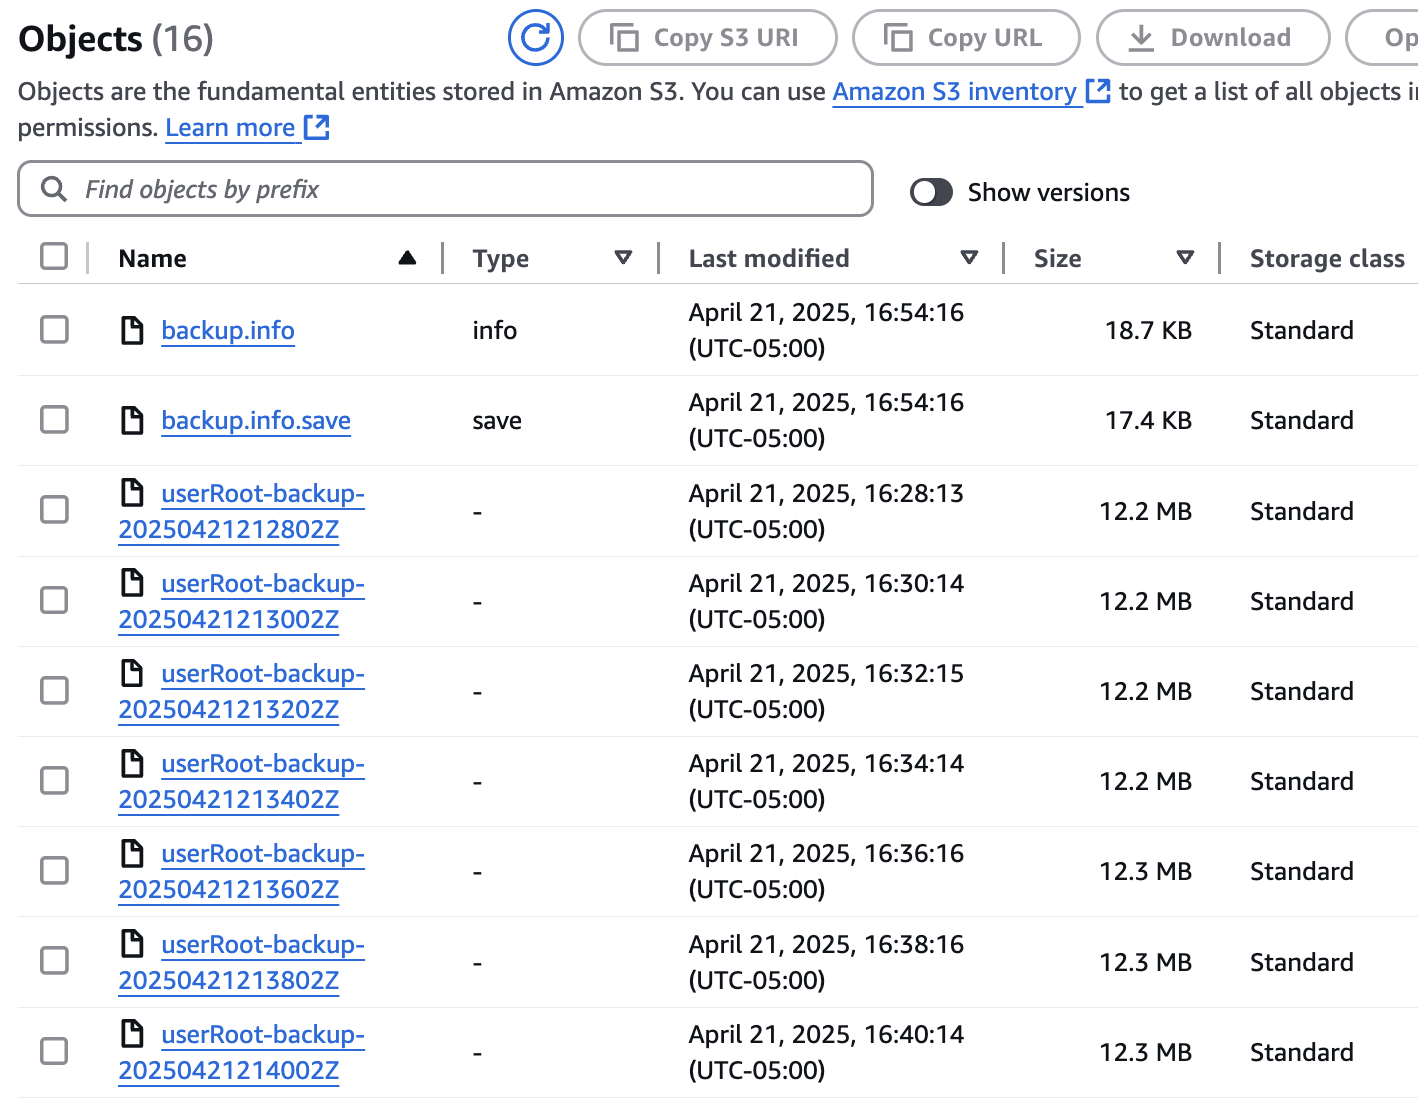 Objects (16)
Copy S3 URI
Copy URL
Download
Op
Objects are the fundamental entities stored in Amazon S3. You can use Amazon S3 inventory to get a list of all objects i
permissions. Learn more
Find objects by prefix
Show versions
Name Type Last modified Size Storage class
backup.info info April 21, 2025, 16:54:16 (UTC-05:00) 18.7 KB Standard
backup.info.save save April 21, 2025, 16:54:16 (UTC-05:00) 17.4 KB Standard
userRoot-backup-20250421212802Z - April 21, 2025, 16:28:13 (UTC-05:00) 12.2 MB Standard
userRoot-backup-20250421213002Z - April 21, 2025, 16:30:14 (UTC-05:00) 12.2 MB Standard
userRoot-backup-20250421213202Z - April 21, 2025, 16:32:15 (UTC-05:00) 12.2 MB Standard
userRoot-backup-20250421213402Z - April 21, 2025, 16:34:14 (UTC-05:00) 12.2 MB Standard
userRoot-backup-20250421213602Z - April 21, 2025, 16:36:16 (UTC-05:00) 12.3 MB Standard
userRoot-backup-20250421213802Z - April 21, 2025, 16:38:16 (UTC-05:00) 12.3 MB Standard
userRoot-backup-20250421214002Z - April 21, 2025, 16:40:14 (UTC-05:00) 12.3 MB Standard